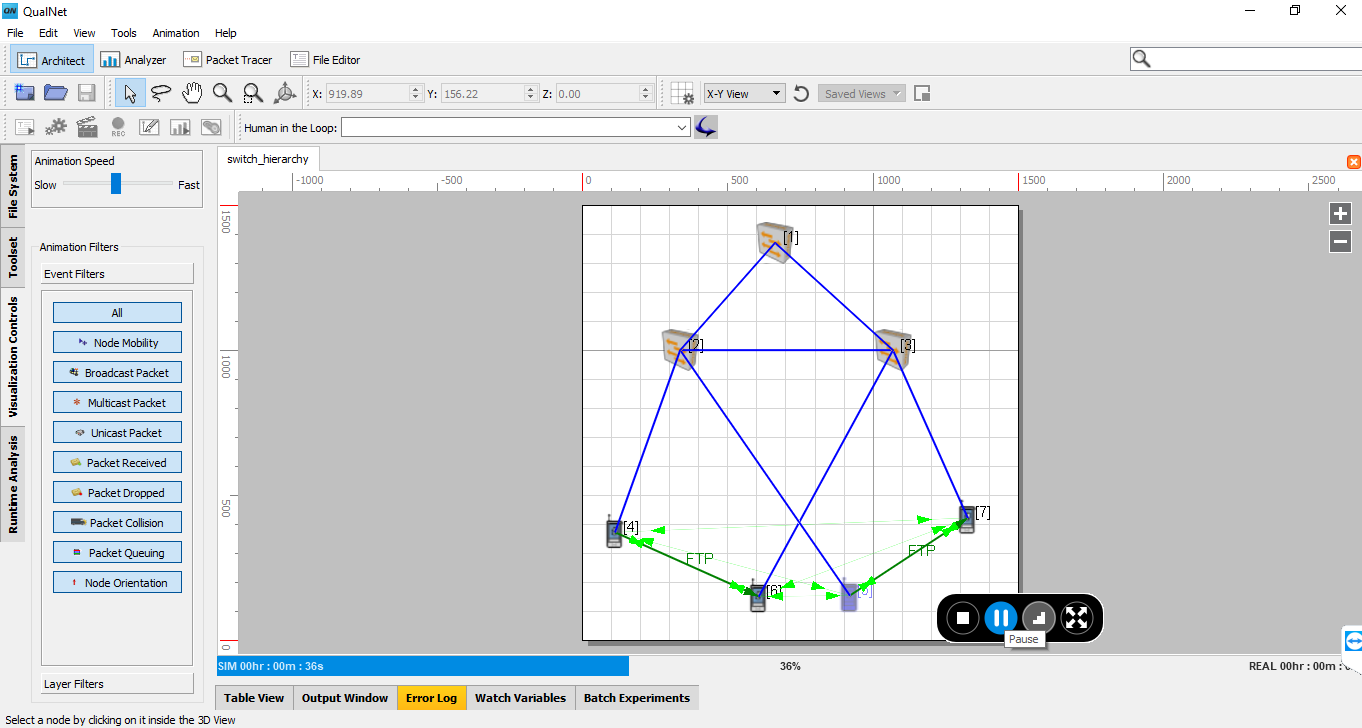 QualNet
File Edit View Tools Animation Help
Architect Analyzer Packet Tracer File Editor
X: 919.89 Y: 156.22 Z: 0.00 X-Y View Saved Views
REC Human in the Loop:
File System
Toolset
Visualization Controls
Runtime Analysis
Animation Speed
Slow Fast
Animation Filters
Event Filters
All
Node Mobility
Broadcast Packet
Multicast Packet
Unicast Packet
Packet Received
Packet Dropped
Packet Collision
Packet Queuing
Node Orientation
Layer Filters
switch_hierarchy
-1000 -500 0 500 1000 1500 2000 2500
1500
1000
500
0
[1]
[2] [3]
[4] [7]
FTP FTP
[6] [5]
Pause
SIM 00hr : 00m : 36s 36% REAL 00hr : 00m :
Table View Output Window Error Log Watch Variables Batch Experiments
Select a node by clicking on it inside the 3D View